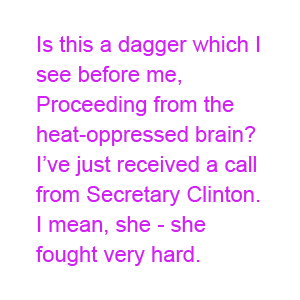 Is this a dagger which I
see before me,
Proceeding from the
heat-oppressed brain?
I’ve just received a call
from Secretary Clinton.
I mean, she - she
fought very hard.